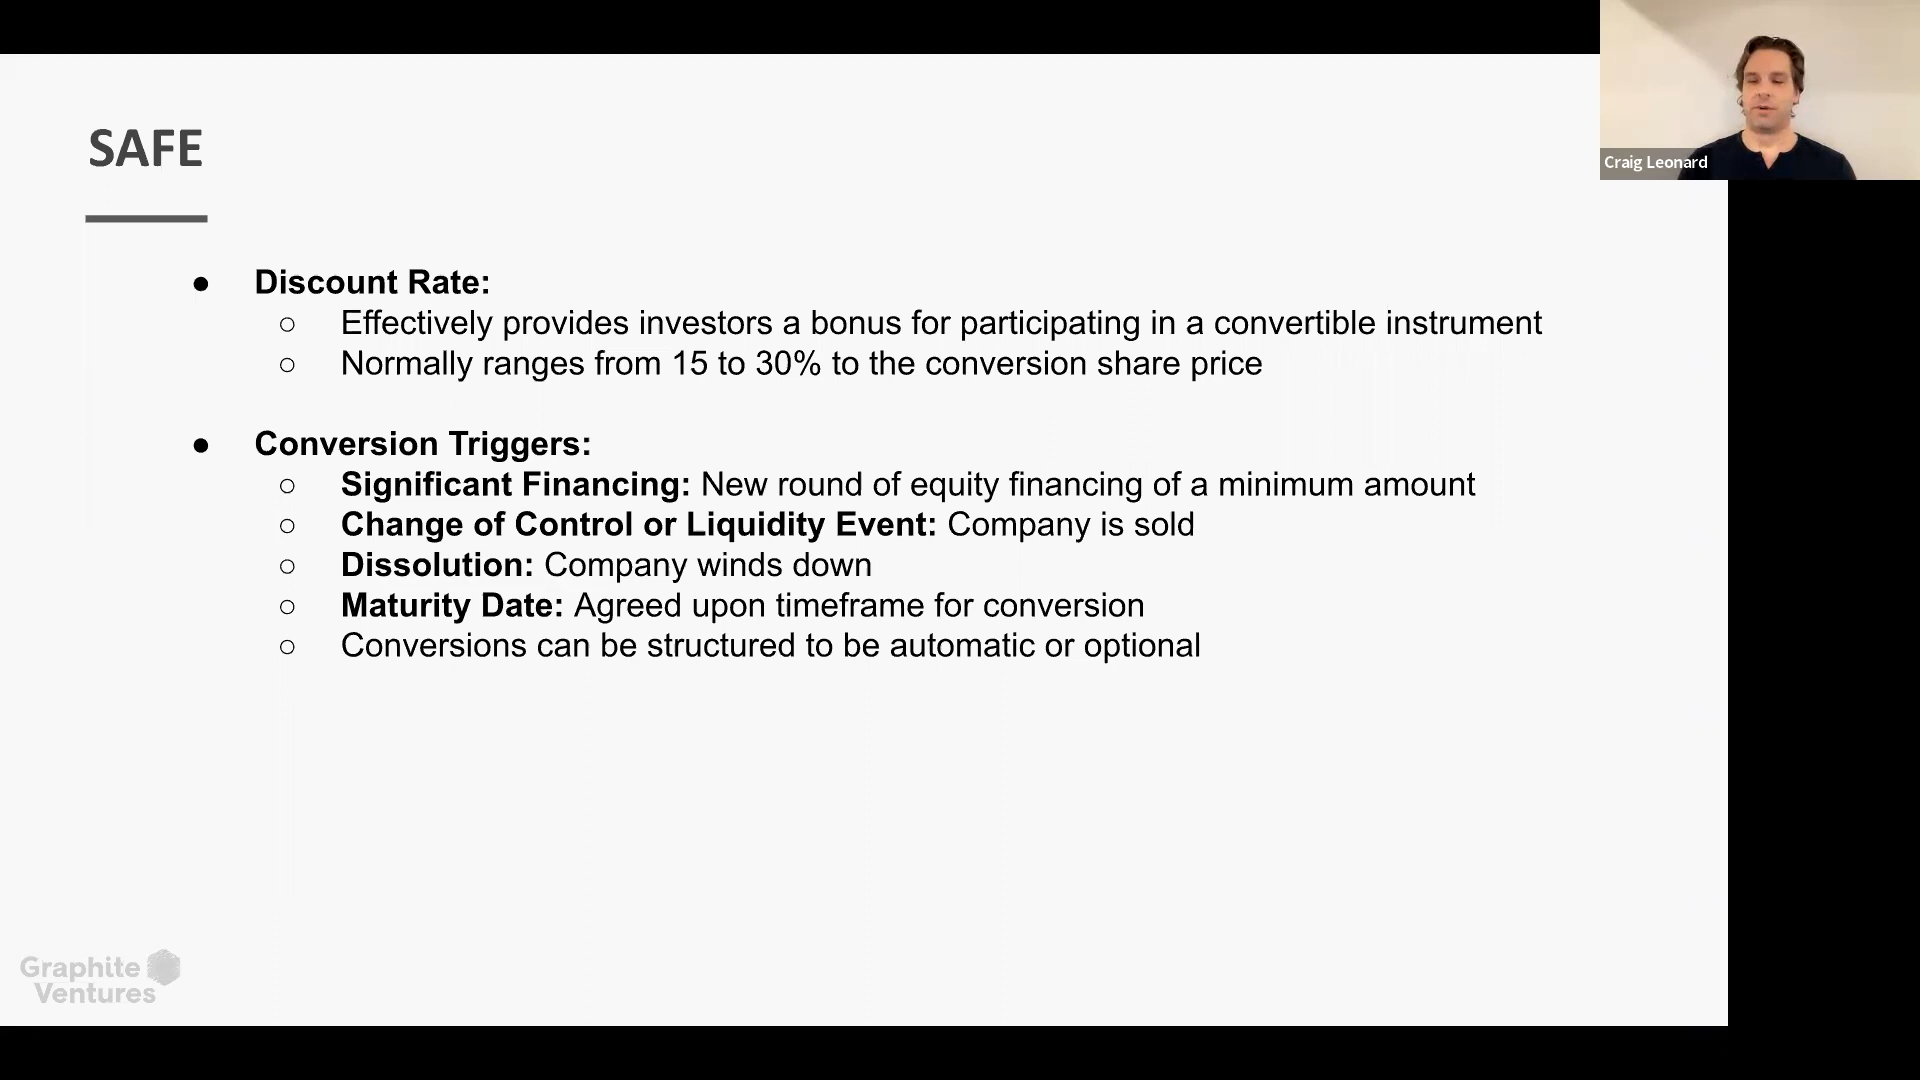 SAFE
● Discount Rate:
○ Effectively provides investors a bonus for participating in a convertible instrument
○ Normally ranges from 15 to 30% to the conversion share price
● Conversion Triggers:
○ Significant Financing: New round of equity financing of a minimum amount
○ Change of Control or Liquidity Event: Company is sold
○ Dissolution: Company winds down
○ Maturity Date: Agreed upon timeframe for conversion
○ Conversions can be structured to be automatic or optional
Graphite
Ventures
Craig Leonard